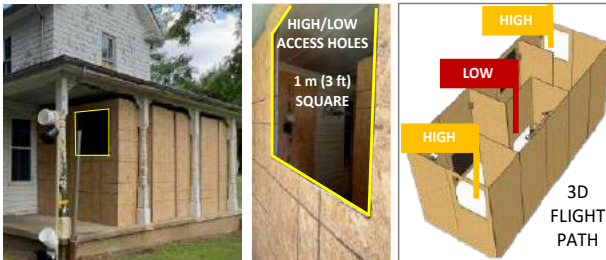 HIGH/LOW
ACCESS HOLES
1 m (3 ft)
SQUARE
HIGH
LOW
HIGH
3D
FLIGHT
PATH